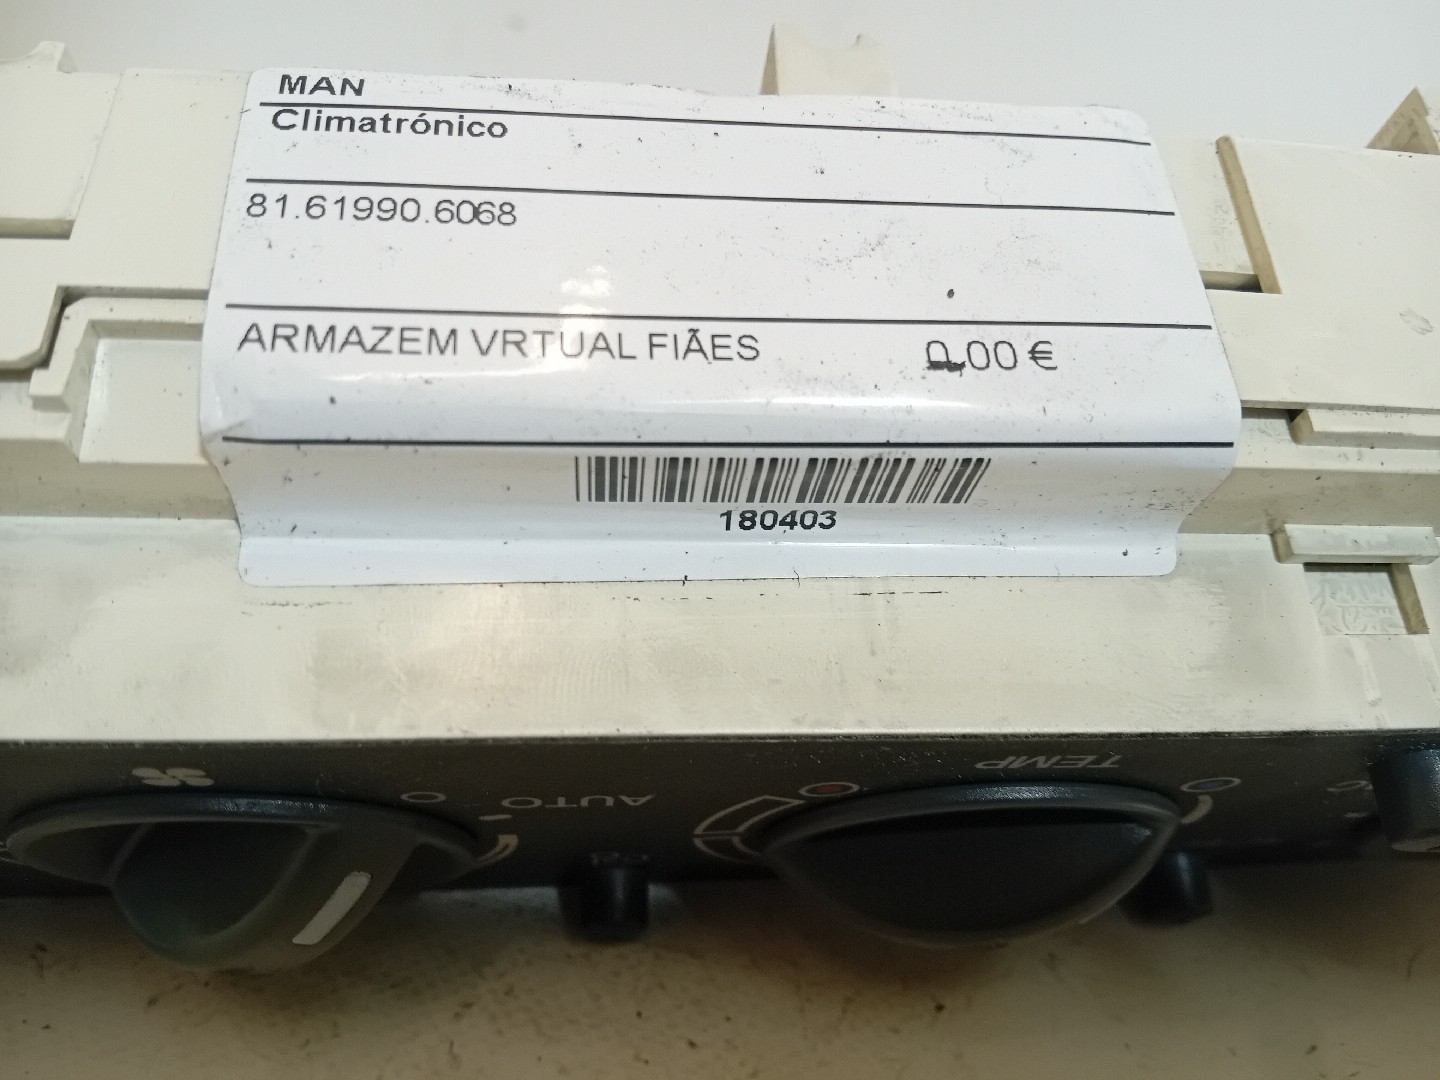 MAN
Climatrónico
81.61990.6068
ARMAZEM VRTUAL FIÃES 0,00 €
180403
TEMP
AUTO